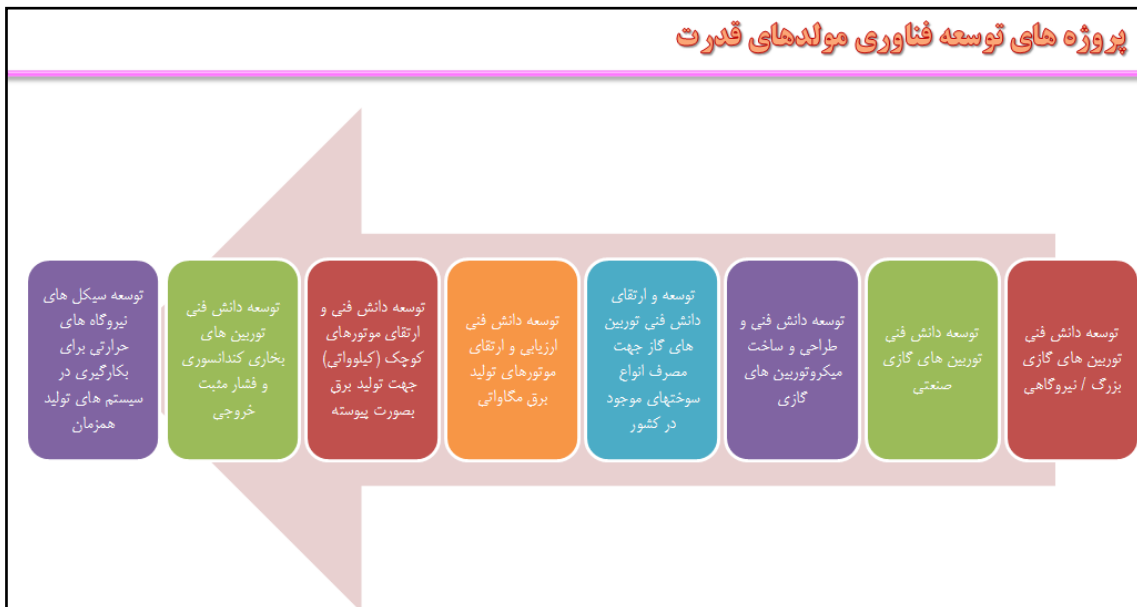 پروژه های توسعه فناوری مولدهای قدرت
توسعه دانش فنی
توربین های گازی
بزرگ / نیروگاهی
توسعه دانش فنی
توربین های گازی
صنعتی
توسعه دانش فنی و
طراحی و ساخت
میکروتوربین های
گازی
توسعه و ارتقای
دانش فنی توربین
های گاز جهت
مصرف انواع
سوختهای موجود
در کشور
توسعه دانش فنی
ارزیابی و ارتقای
موتورهای تولید
برق مگاواتی
توسعه دانش فنی و
ارتقای موتورهای
کوچک (کیلوواتی)
جهت تولید برق
بصورت پیوسته
توسعه دانش فنی
توربین های
بخاری کندانسوری
و فشار مثبت
خروجی
توسعه سیکل های
نیروگاه های
حرارتی برای
بکارگیری در
سیستم های تولید
همزمان